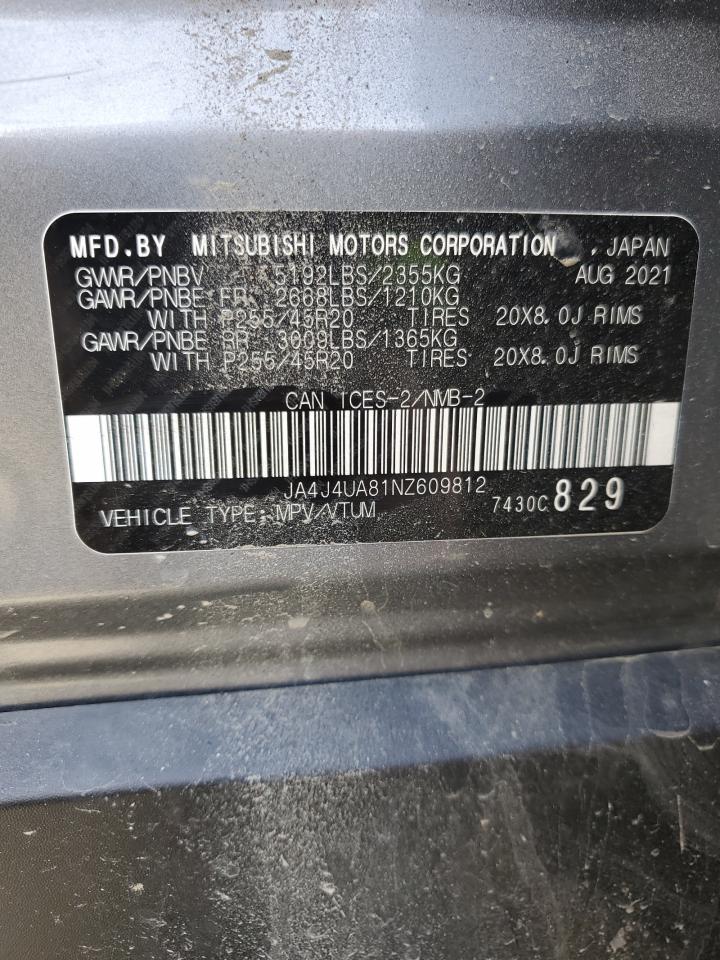 MFD.BY MITSUBISHI MOTORS CORPORATION , JAPAN
GVWR/PNBV 5192LBS/2355KG AUG 2021
GAWR/PNBE FR 2668LBS/1210KG
WITH P255/45R20 TIRES 20X8.0J RIMS
GAWR/PNBE RR 3009LBS/1365KG
WITH P255/45R20 TIRES 20X8.0J RIMS
CAN ICES-2/NMB-2
JA4J4UA81NZ609812
VEHICLE TYPE:MPV/VTUM 7430C 829